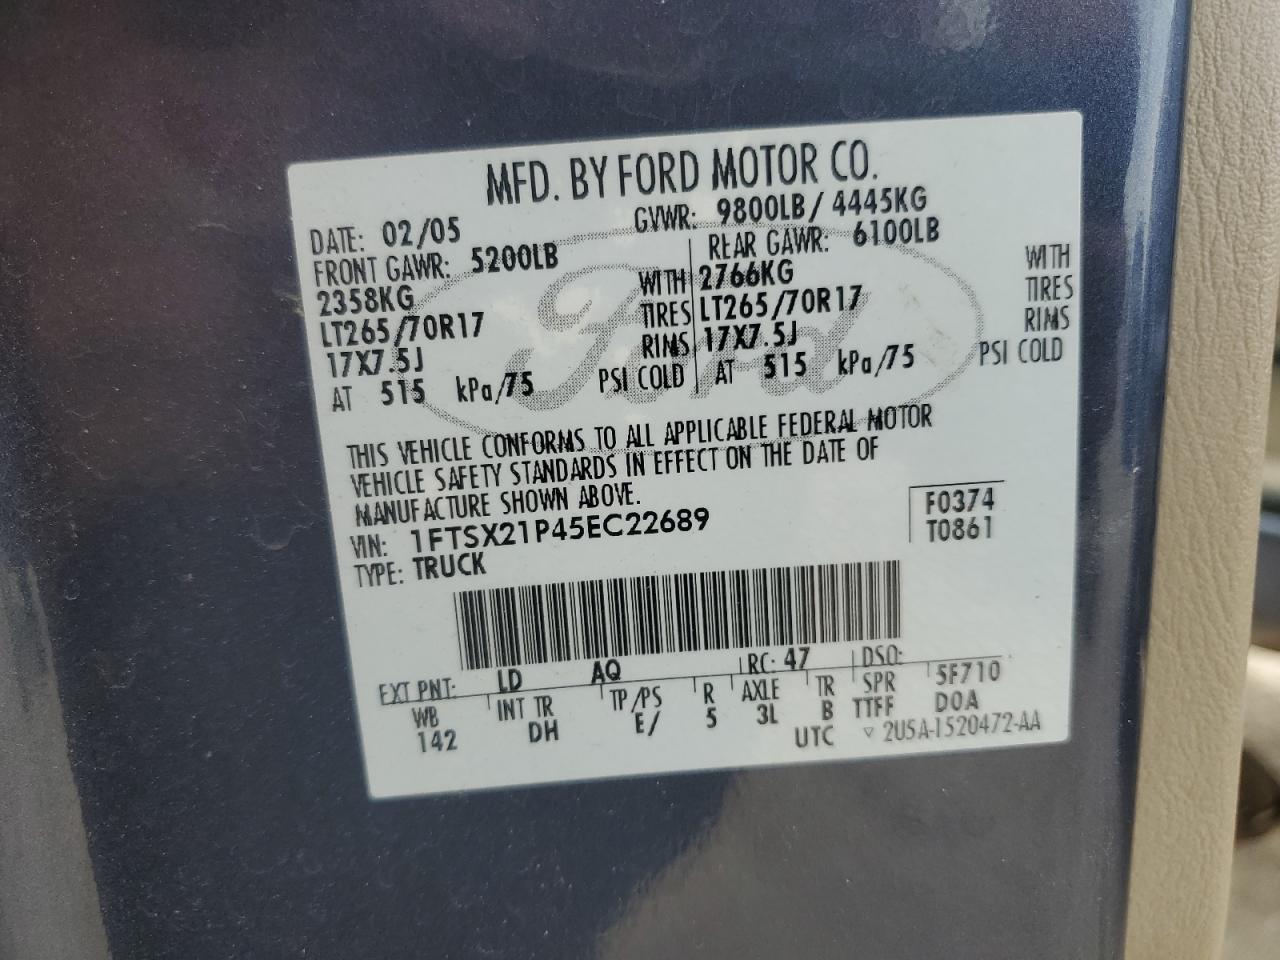 MFD. BY FORD MOTOR CO.
DATE: 02/05 GVWR: 9800LB/ 4445KG
FRONT GAWR: 5200LB REAR GAWR: 6100LB
2358KG WITH 2766KG WITH
LT265/70R17 TIRES LT265/70R17 TIRES
17X7.5J RIMS 17X7.5J RIMS
AT 515 kPa/75 PSI COLD AT 515 kPa/75 PSI COLD
Ford
THIS VEHICLE CONFORMS TO ALL APPLICABLE FEDERAL MOTOR
VEHICLE SAFETY STANDARDS IN EFFECT ON THE DATE OF
MANUFACTURE SHOWN ABOVE.
VIN: 1FTSX21P45EC22689 F0374
TYPE: TRUCK T0861
EXT PNT: LD AQ RC: 47 DSO: 5F710
WB INT TR TP/PS R AXLE TR SPR
142 DH E/ 5 3L B TTFF DOA
UTC ▿ 2U5A-1520472-AA